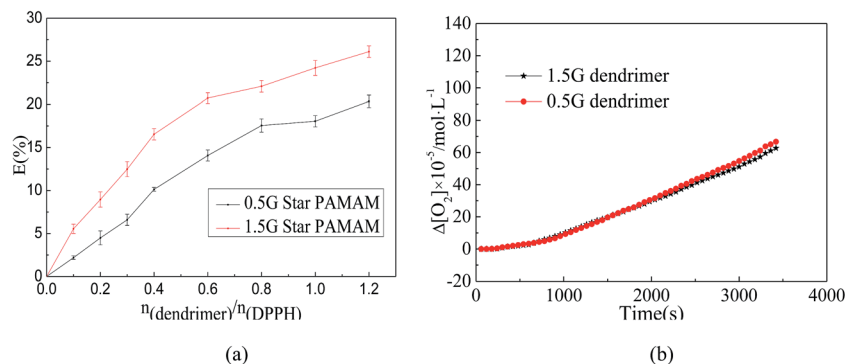 30
25
20
15
10
5
0
E(%)
0.5G Star PAMAM
1.5G Star PAMAM
0.0 0.2 0.4 0.6 0.8 1.0 1.2
n(dendrimer)/n(DPPH)
(a)
140
120
100
80
60
40
20
0
-20
Δ[O2]×10-5/mol·L-1
1.5G dendrimer
0.5G dendrimer
1000 2000 3000 4000
Time(s)
(b)